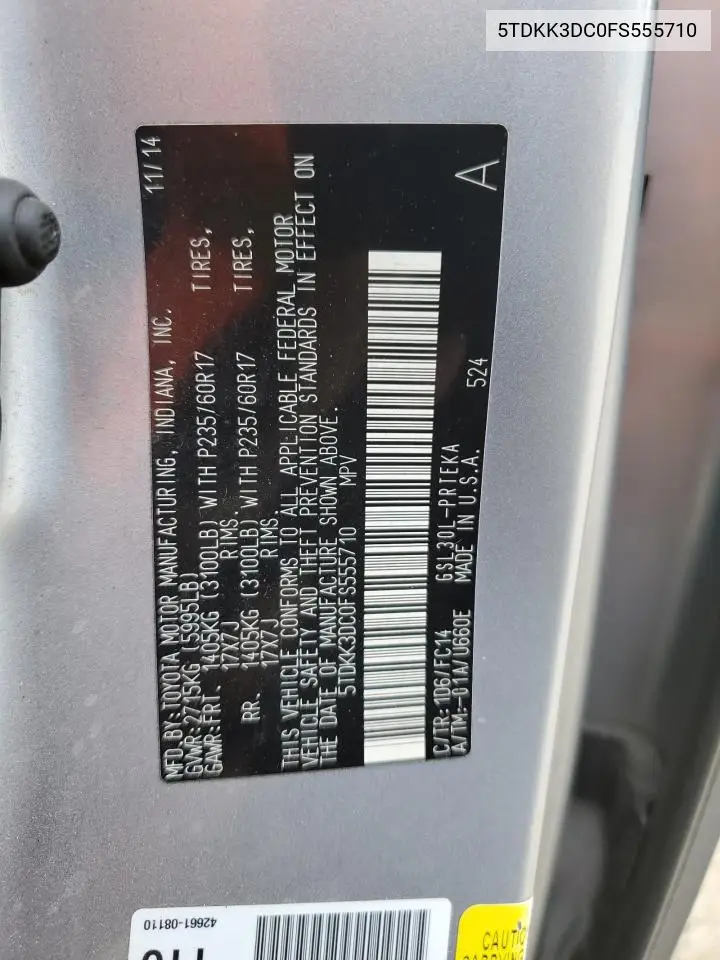 5TDKK3DC0FS555710
MFD.BY:TOYOTA MOTOR MANUFACTURING, INDIANA, INC. 11/14
GVWR:2715KG (5995LB)
GAWR:FRT. 1405KG (3100LB) WITH P235/60R17 TIRES,
17X7J RIMS.
RR. 1405KG (3100LB) WITH P235/60R17 TIRES,
17X7J RIMS.
THIS VEHICLE CONFORMS TO ALL APPLICABLE FEDERAL MOTOR
VEHICLE SAFETY AND THEFT PREVENTION STANDARDS IN EFFECT ON
THE DATE OF MANUFACTURE SHOWN ABOVE.
5TDKK3DC0FS555710 MPV
A
C/TR:1D6/FC14 GSL30L-PRTEKA
A/TM:-01A/U660E MADE IN U.S.A. 524
42661-08110
CAUTIO
CARRYING